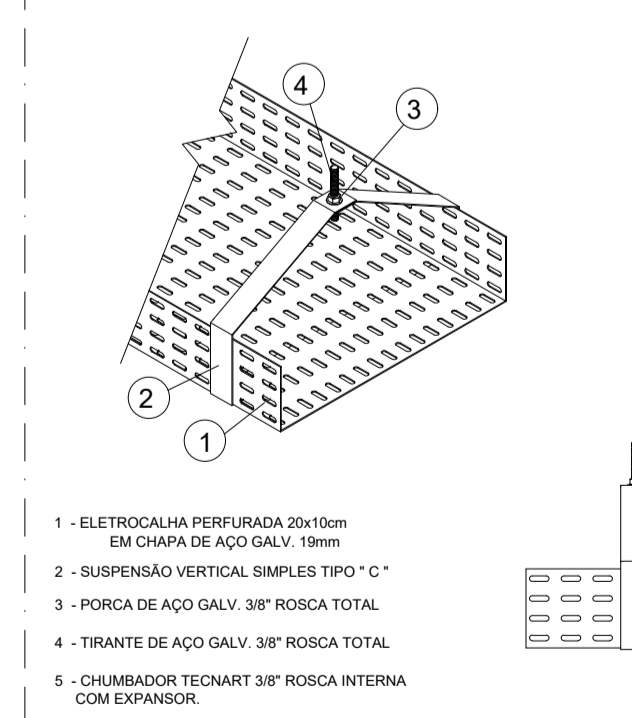 4
3
2
1
1 - ELETROCALHA PERFURADA 20x10cm
EM CHAPA DE AÇO GALV. 19mm
2 - SUSPENSÃO VERTICAL SIMPLES TIPO " C "
3 - PORCA DE AÇO GALV. 3/8" ROSCA TOTAL
4 - TIRANTE DE AÇO GALV. 3/8" ROSCA TOTAL
5 - CHUMBADOR TECNART 3/8" ROSCA INTERNA
COM EXPANSOR.